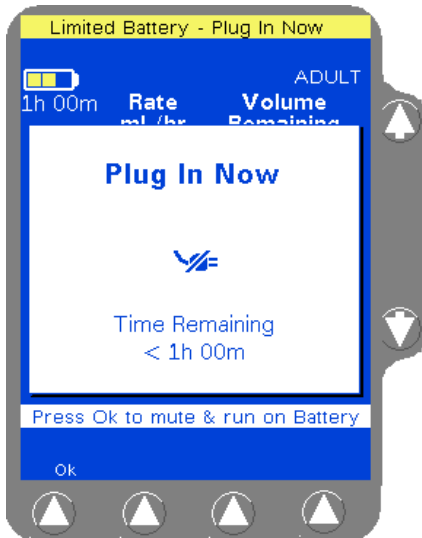 Limited Battery - Plug In Now
ADULT
1h 00m Rate Volume
mL/hr Remaining
Plug In Now
Time Remaining
< 1h 00m
Press Ok to mute & run on Battery
Ok